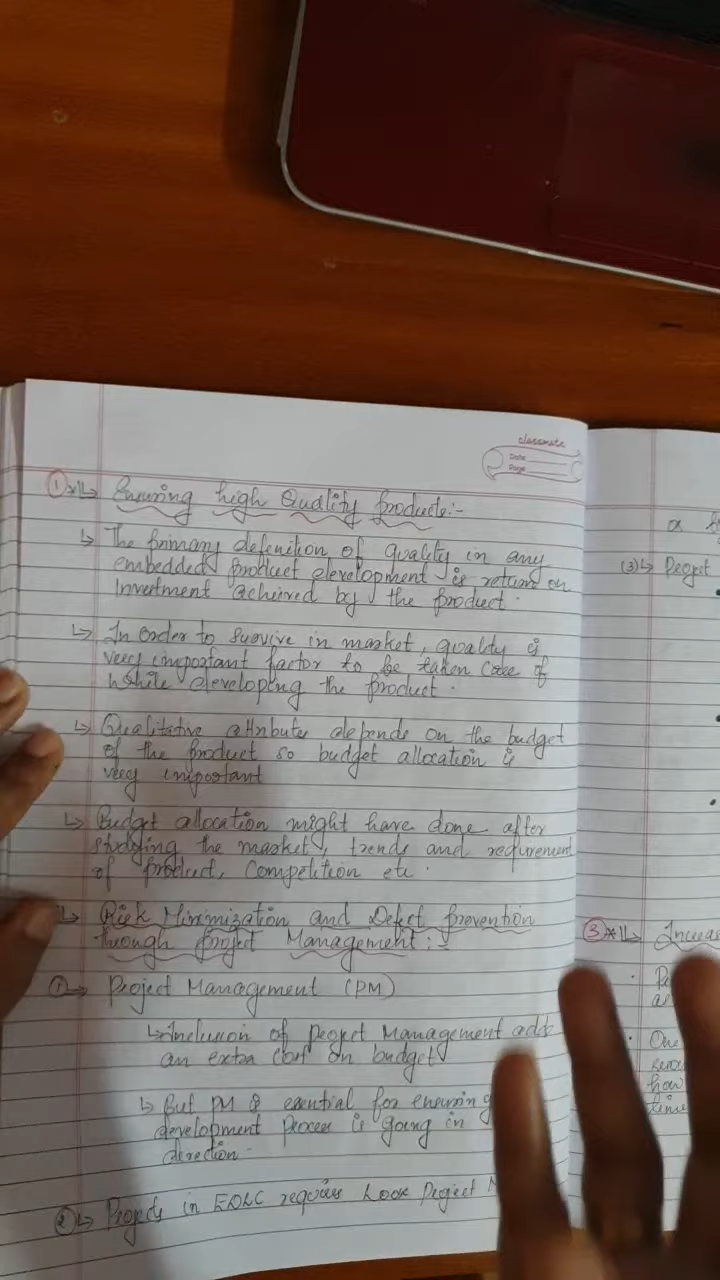 classmate
Date
Page
①*|↳ Ensuring high Quality products:-
↳ The primary definition of quality in any
embedded product development is return on
Investment acheived by the product.
↳ In order to survive in market, quality is
very important factor to be taken care of
while developing the product.
↳ Qualitative attributes depends on the budget
of the product so budget allocation is
very important
↳ Budget allocation might have done after
studying the market, trends and requirement
of product, Competition etc.
↳ Risk Minimization and Defect prevention
through project Management:-
①↳ Project Management (PM)
↳ Inclusion of project Management adds
an extra cost on budget
↳ But PM is essential for ensuring
development process is going in
direction.
②↳ Projects in EDLC requires Look Project M
or
(3)↳ Project
③*|↳ Increas
Pe
as
One
how
time